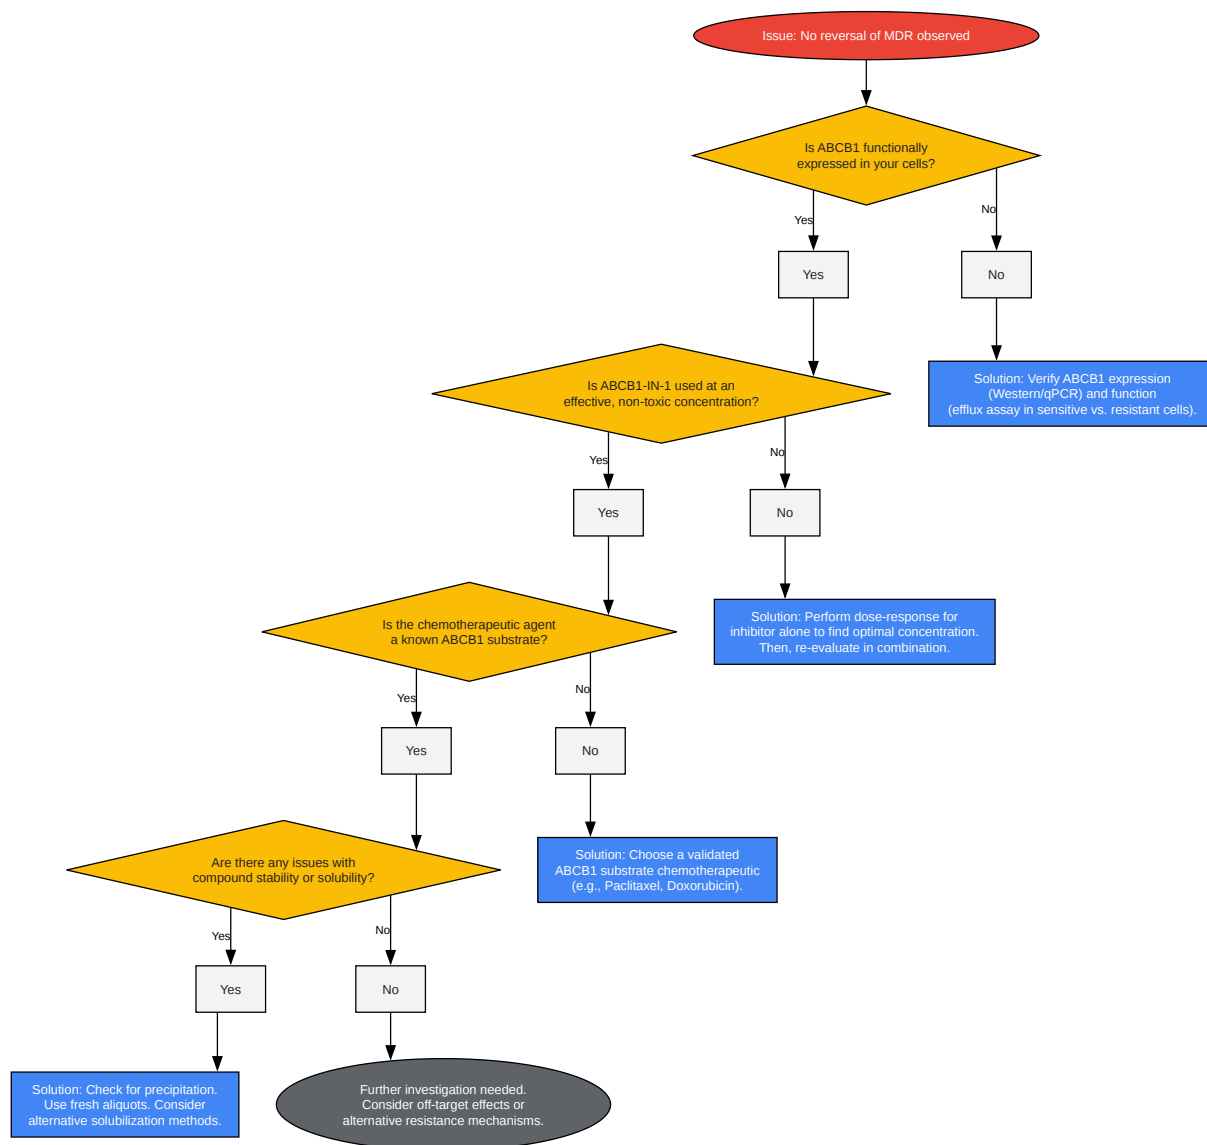 Issue: No reversal of MDR observed
Is ABCB1 functionally
expressed in your cells?
Yes
No
Yes
No
Solution: Verify ABCB1 expression
(Western/qPCR) and function
(efflux assay in sensitive vs. resistant cells).
Is ABCB1-IN-1 used at an
effective, non-toxic concentration?
Yes
No
Yes
No
Solution: Perform dose-response for
inhibitor alone to find optimal concentration.
Then, re-evaluate in combination.
Is the chemotherapeutic agent
a known ABCB1 substrate?
Yes
No
Yes
No
Solution: Choose a validated
ABCB1 substrate chemotherapeutic
(e.g., Paclitaxel, Doxorubicin).
Are there any issues with
compound stability or solubility?
Yes
No
Yes
No
Solution: Check for precipitation.
Use fresh aliquots. Consider
alternative solubilization methods.
Further investigation needed.
Consider off-target effects or
alternative resistance mechanisms.